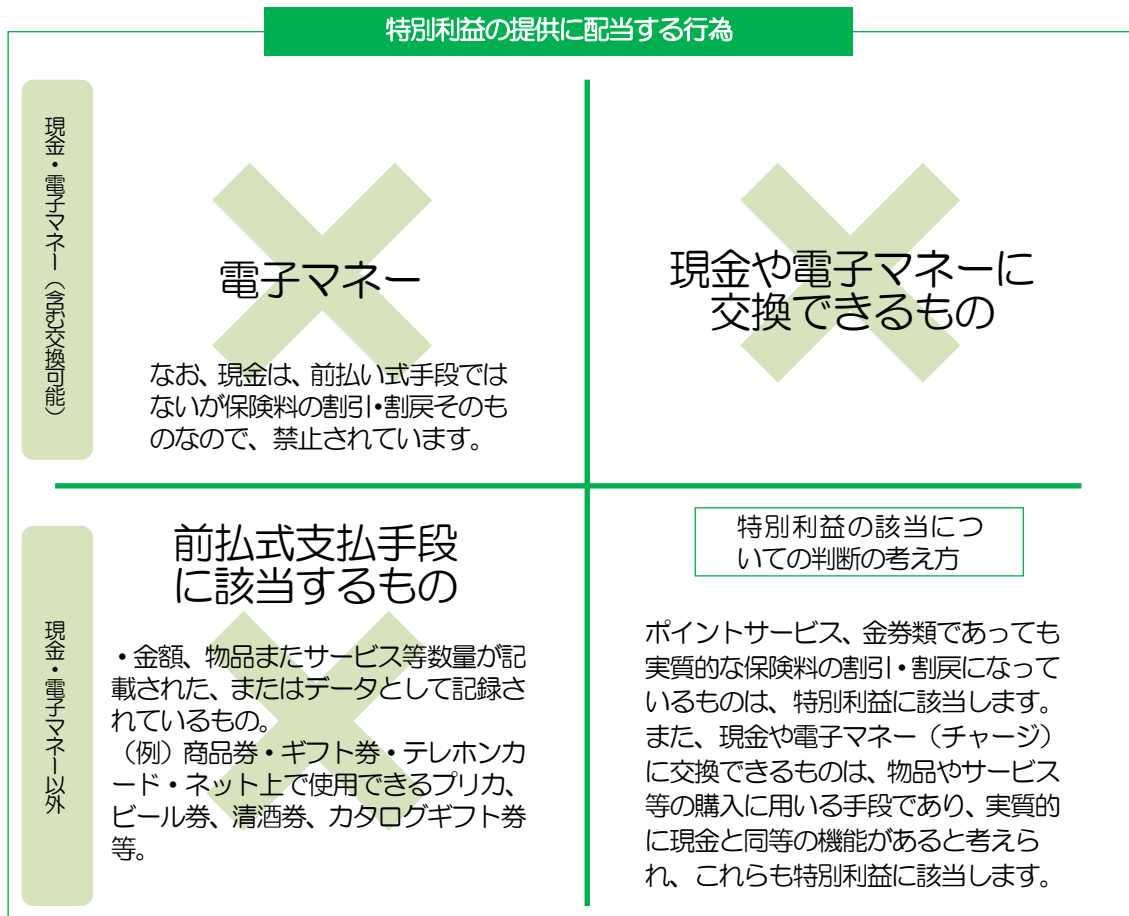 特別利益の提供に配当する行為
現金・電子マネー（含む交換可能）
電子マネー
なお、現金は、前払い式手段では
ないが保険料の割引・割戻そのも
のなので、禁止されています。
現金や電子マネーに
交換できるもの
現金・電子マネー以外
前払式支払手段
に該当するもの
・金額、物品またサービス等数量が記
載された、またはデータとして記録さ
れているもの。
（例）商品券・ギフト券・テレホンカ
ード・ネット上で使用できるプリカ、
ビール券、清酒券、カタログギフト券
等。
特別利益の該当につ
いての判断の考え方
ポイントサービス、金券類であっても
実質的な保険料の割引・割戻になって
いるものは、特別利益に該当します。
また、現金や電子マネー（チャージ）
に交換できるものは、物品やサービス
等の購入に用いる手段であり、実質的
に現金と同等の機能があると考えら
れ、これらも特別利益に該当します。